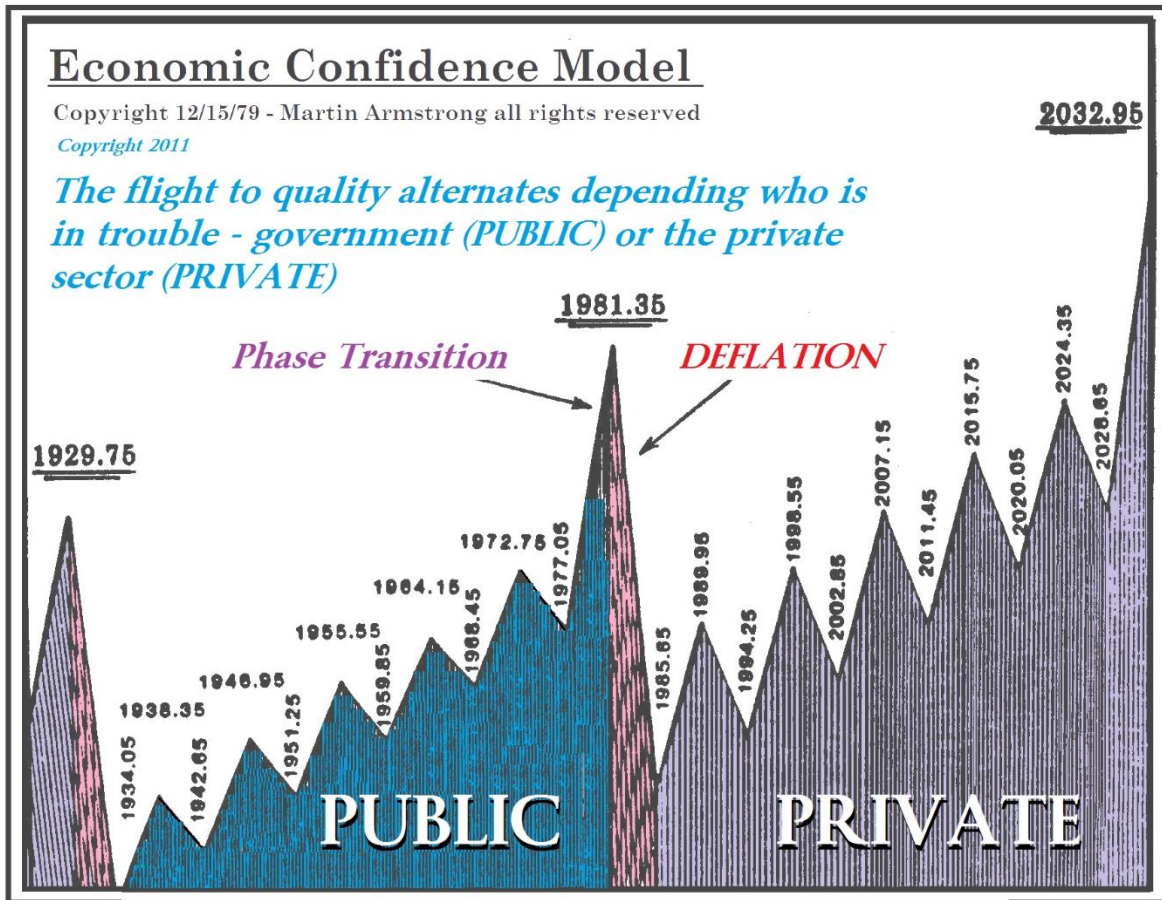 Economic Confidence Model
Copyright 12/15/79 - Martin Armstrong all rights reserved
Copyright 2011
The flight to quality alternates depending who is
in trouble - government (PUBLIC) or the private
sector (PRIVATE)
2032.95
1981.35
Phase Transition
DEFLATION
1929.75
1934.05
1938.35
1942.65
1946.95
1951.25
1955.55
1959.85
1964.15
1968.45
1972.75
1977.05
1985.65
1989.95
1994.25
1998.55
2002.85
2007.15
2011.45
2015.75
2020.05
2024.35
2028.65
PUBLIC
PRIVATE